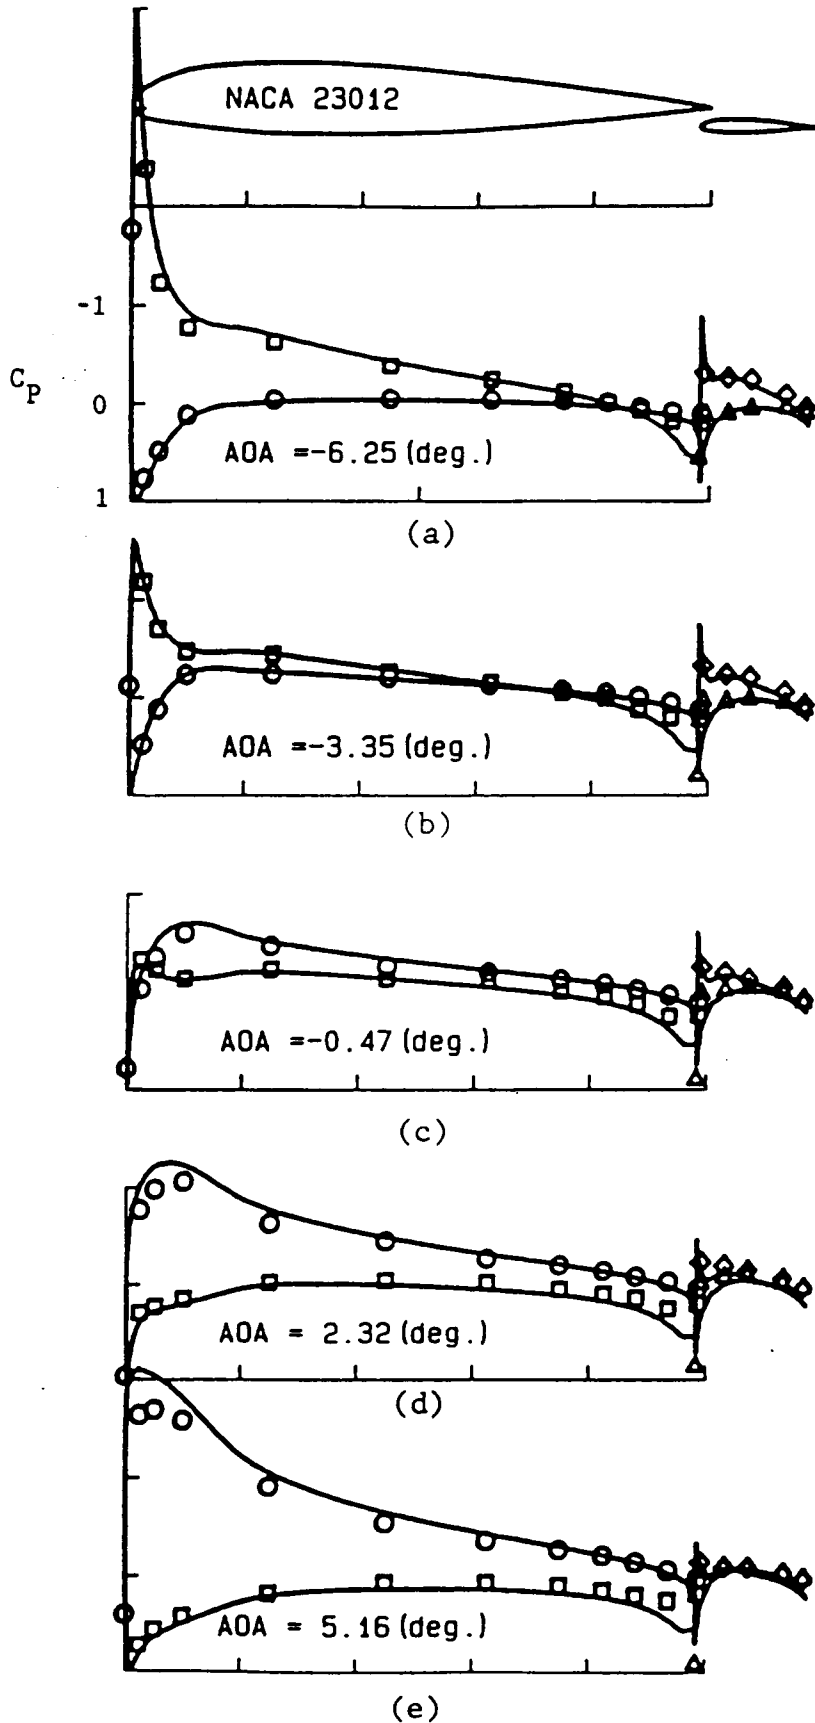 NACA 23012
-1
C_P
0
AOA =-6.25(deg.)
1
(a)
AOA =-3.35(deg.)
(b)
AOA =-0.47(deg.)
(c)
AOA = 2.32(deg.)
(d)
AOA = 5.16(deg.)
(e)